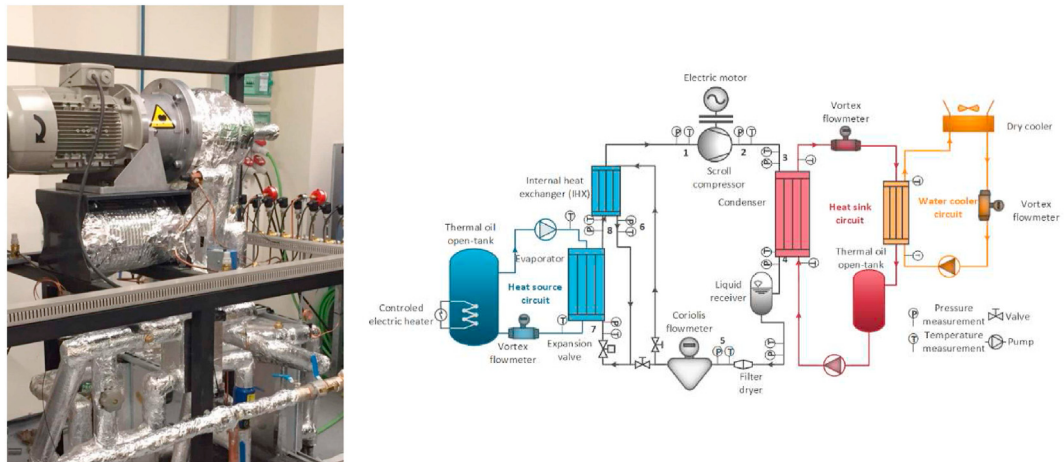 Electric motor
P T
1
P T
2
Scroll
compressor
3
P T
T
Condenser
Vortex
flowmeter
Dry cooler
Internal heat
exchanger (IHX)
8
P T
6
P T
Thermal oil
open-tank
T
Evaporator
Heat source
circuit
Controled
electric heater
Vortex
flowmeter
T
7
P T
Expansion
valve
4
P T
T
Liquid
receiver
Coriolis
flowmeter
5
P T
P T
Filter
dryer
Heat sink
circuit
T
Water cooler
circuit
Vortex
flowmeter
Thermal oil
open-tank
P Pressure
measurement
Valve
T Temperature
measurement
Pump